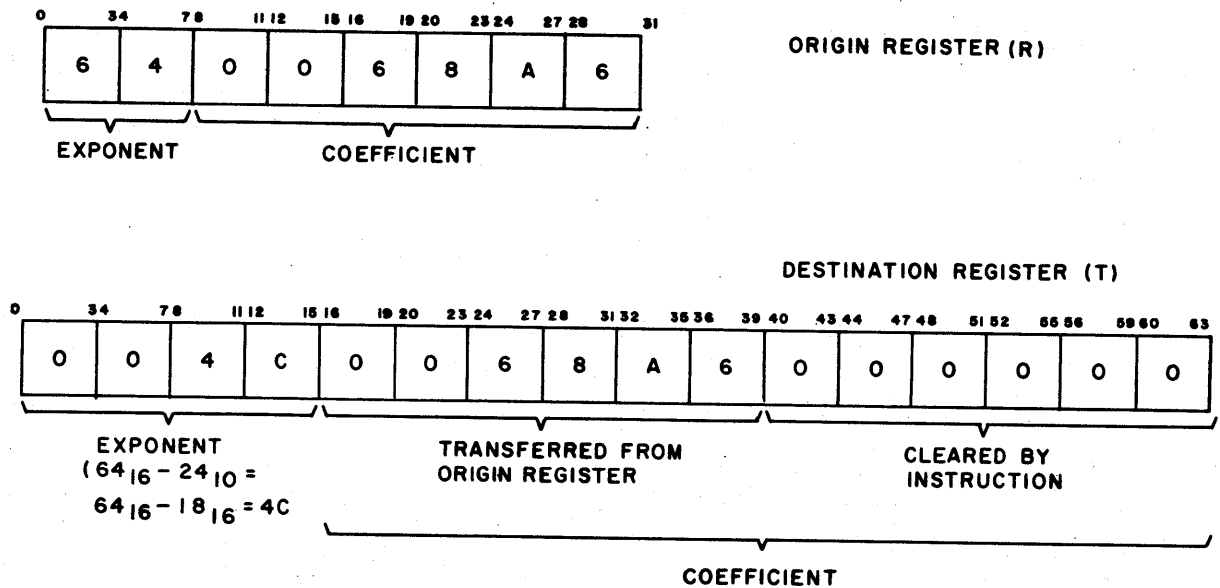 0 34 78 11 12 15 16 19 20 23 24 27 28 31
ORIGIN REGISTER (R)
6 4 0 0 6 8 A 6
EXPONENT COEFFICIENT
DESTINATION REGISTER (T)
0 34 78 11 12 15 16 19 20 23 24 27 28 31 32 35 36 39 40 43 44 47 48 51 52 55 56 59 60 63
0 0 4 C 0 0 6 8 A 6 0 0 0 0 0 0
EXPONENT TRANSFERRED FROM CLEARED BY
(64₁₆ - 24₁₀ = ORIGIN REGISTER INSTRUCTION
64₁₆ - 18₁₆ = 4C
COEFFICIENT